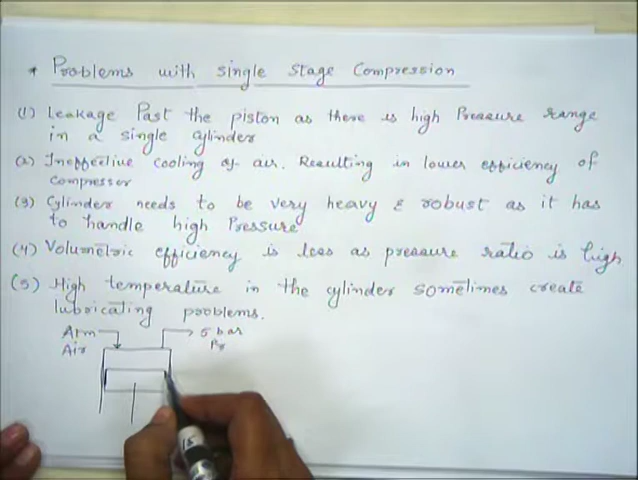 * Problems with single stage Compression
(1) Leakage Past the piston as there is high Pressure range
in a single cylinder
(2) Ineffective cooling of air. Resulting in lower efficiency of
compressor
(3) Cylinder needs to be very heavy & robust as it has
to handle high Pressure
(4) Volumetric efficiency is less as pressure ratio is high
(5) High temperature in the cylinder sometimes create
lubricating problems.
Atm 5 bar
Air Pr
15